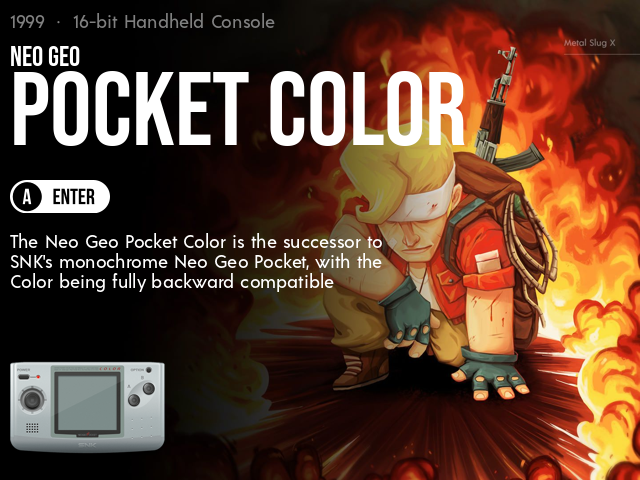 1999 · 16-bit Handheld Console
Metal Slug X
NEO GEO
POCKET COLOR
A ENTER
The Neo Geo Pocket Color is the successor to
SNK's monochrome Neo Geo Pocket, with the
Color being fully backward compatible
POWER
COLOR
OPTION
A
B